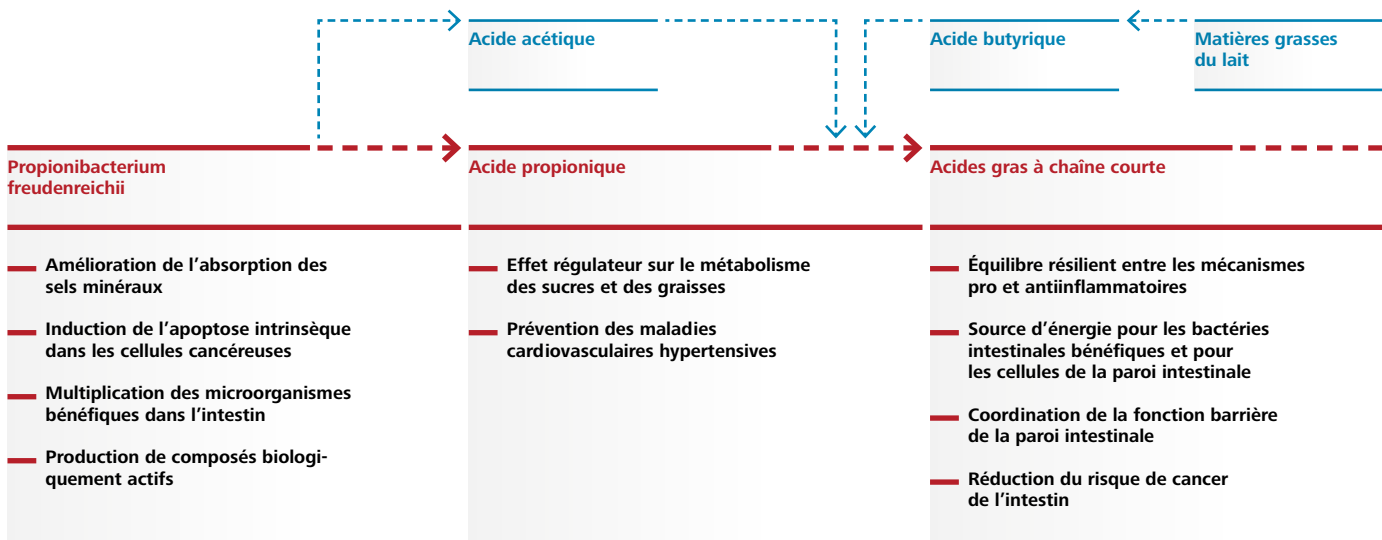 Acide acétique
Acide butyrique
Matières grasses
du lait
Propionibacterium
freudenreichii
Acide propionique
Acides gras à chaîne courte
Amélioration de l’absorption des
sels minéraux
Induction de l’apoptose intrinsèque
dans les cellules cancéreuses
Multiplication des microorganismes
bénéfiques dans l’intestin
Production de composés biologi-
quement actifs
Effet régulateur sur le métabolisme
des sucres et des graisses
Prévention des maladies
cardiovasculaires hypertensives
Équilibre résilient entre les mécanismes
pro et antiinflammatoires
Source d’énergie pour les bactéries
intestinales bénéfiques et pour
les cellules de la paroi intestinale
Coordination de la fonction barrière
de la paroi intestinale
Réduction du risque de cancer
de l’intestin